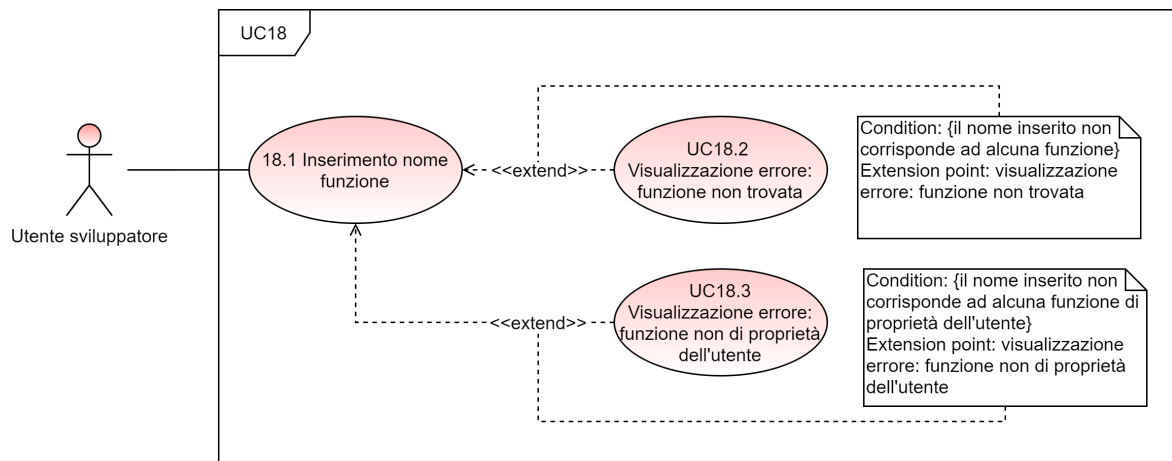 UC18
Utente sviluppatore
18.1 Inserimento nome
funzione
<<extend>>
UC18.2
Visualizzazione errore:
funzione non trovata
Condition: {il nome inserito non
corrisponde ad alcuna funzione}
Extension point: visualizzazione
errore: funzione non trovata
<<extend>>
UC18.3
Visualizzazione errore:
funzione non di proprietà
dell'utente
Condition: {il nome inserito non
corrisponde ad alcuna funzione di
proprietà dell'utente}
Extension point: visualizzazione
errore: funzione non di proprietà
dell'utente